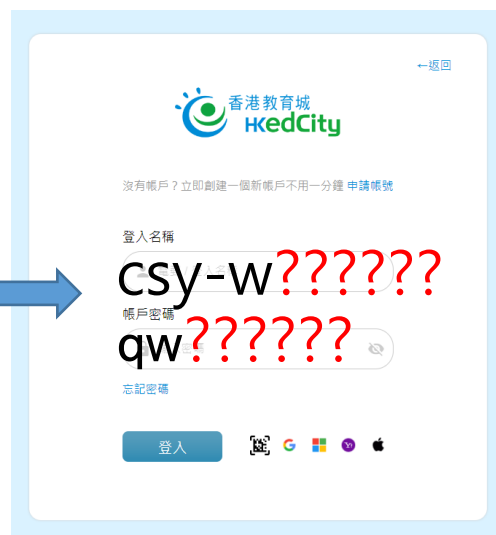 ←返回
香港教育城
HKedCity
沒有帳戶？立即創建一個新帳戶不用一分鐘 申請帳號
登入名稱
csy-w??????
帳戶密碼
qw??????
忘記密碼
登入